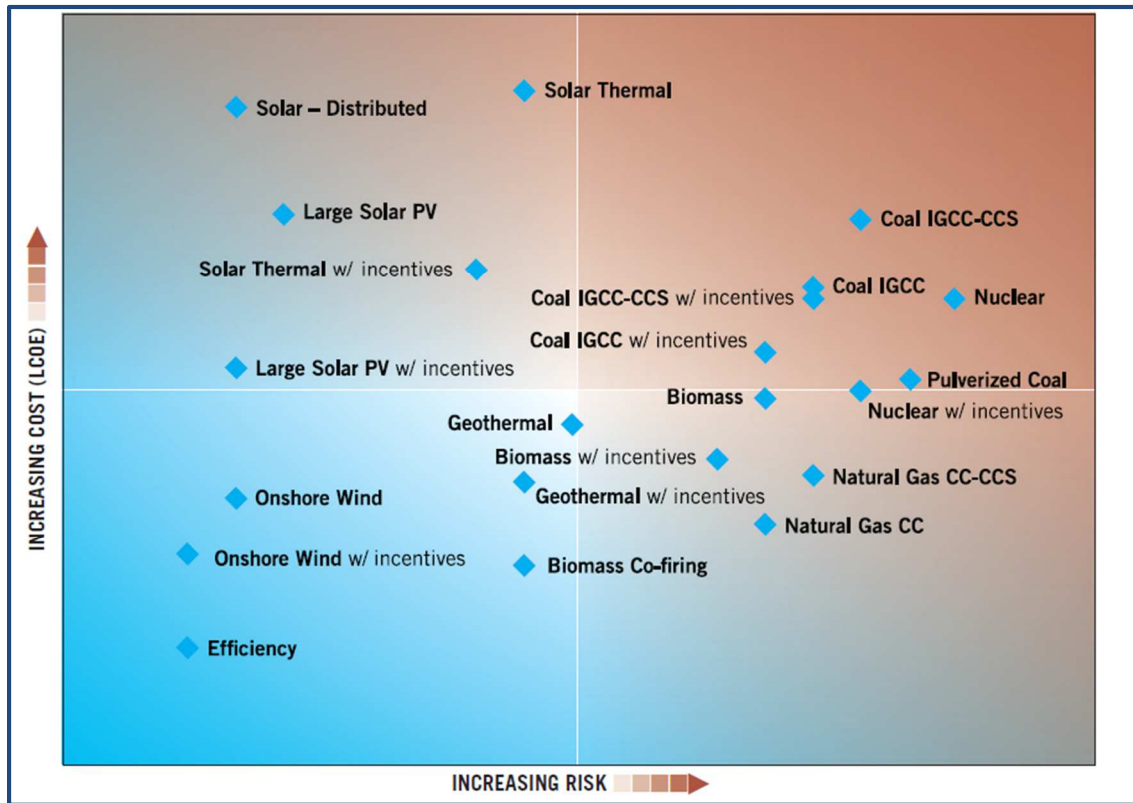 Solar Thermal
Solar – Distributed
Large Solar PV
Coal IGCC-CCS
Solar Thermal w/ incentives
Coal IGCC
Coal IGCC-CCS w/ incentives
Nuclear
Coal IGCC w/ incentives
Large Solar PV w/ incentives
Pulverized Coal
Biomass
Nuclear w/ incentives
Geothermal
Biomass w/ incentives
Natural Gas CC-CCS
Geothermal w/ incentives
Onshore Wind
Natural Gas CC
Onshore Wind w/ incentives
Biomass Co-firing
Efficiency
INCREASING COST (LCOE)
INCREASING RISK